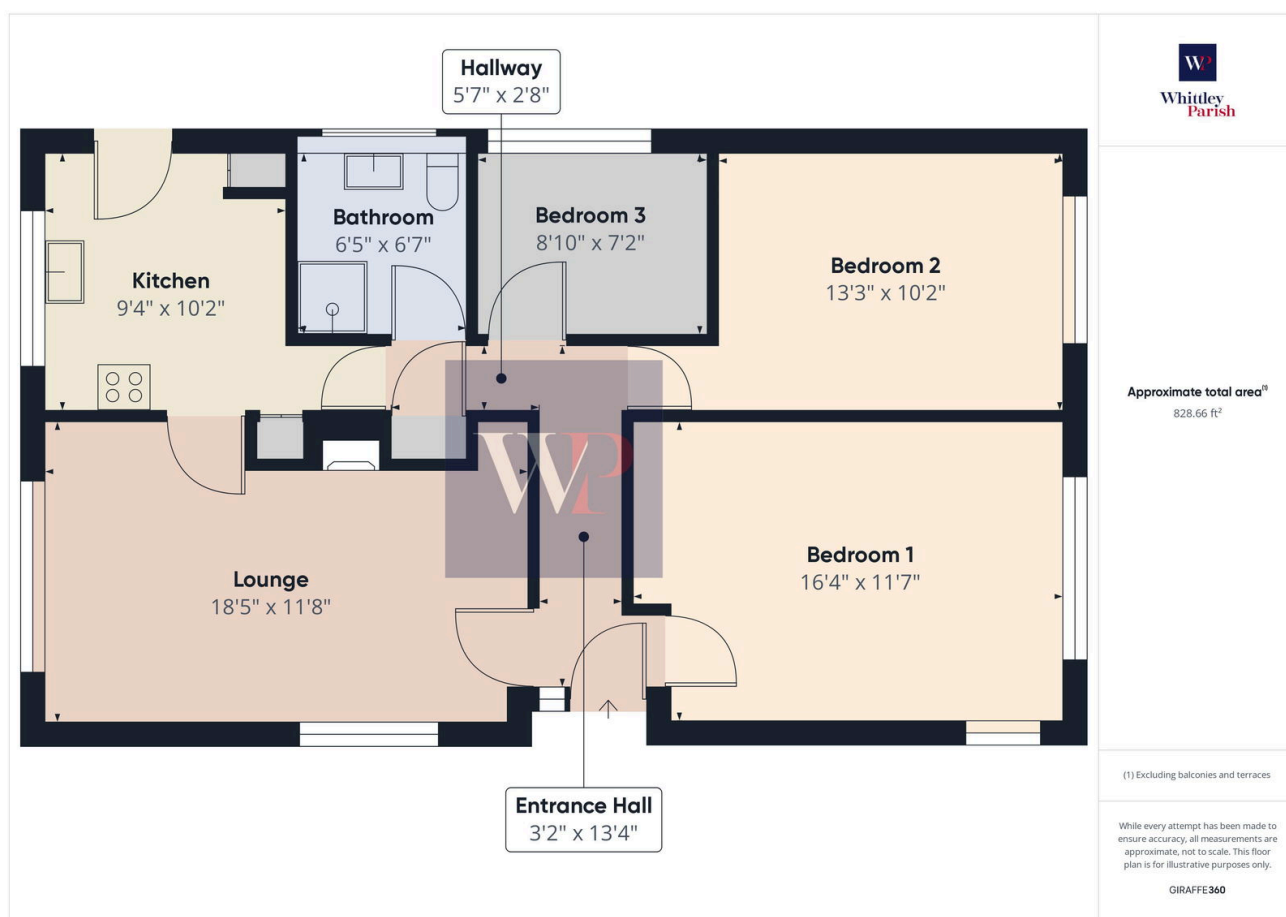 Hallway
5'7" x 2'8"
Bathroom
6'5" x 6'7"
Bedroom 3
8'10" x 7'2"
Bedroom 2
13'3" x 10'2"
Kitchen
9'4" x 10'2"
WP
Lounge
18'5" x 11'8"
Bedroom 1
16'4" x 11'7"
Entrance Hall
3'2" x 13'4"
WP
Whittley
Parish
Approximate total area⁽¹⁾
828.66 ft²
(1) Excluding balconies and terraces
While every attempt has been made to
ensure accuracy, all measurements are
approximate, not to scale. This floor
plan is for illustrative purposes only.
GIRAFFE360